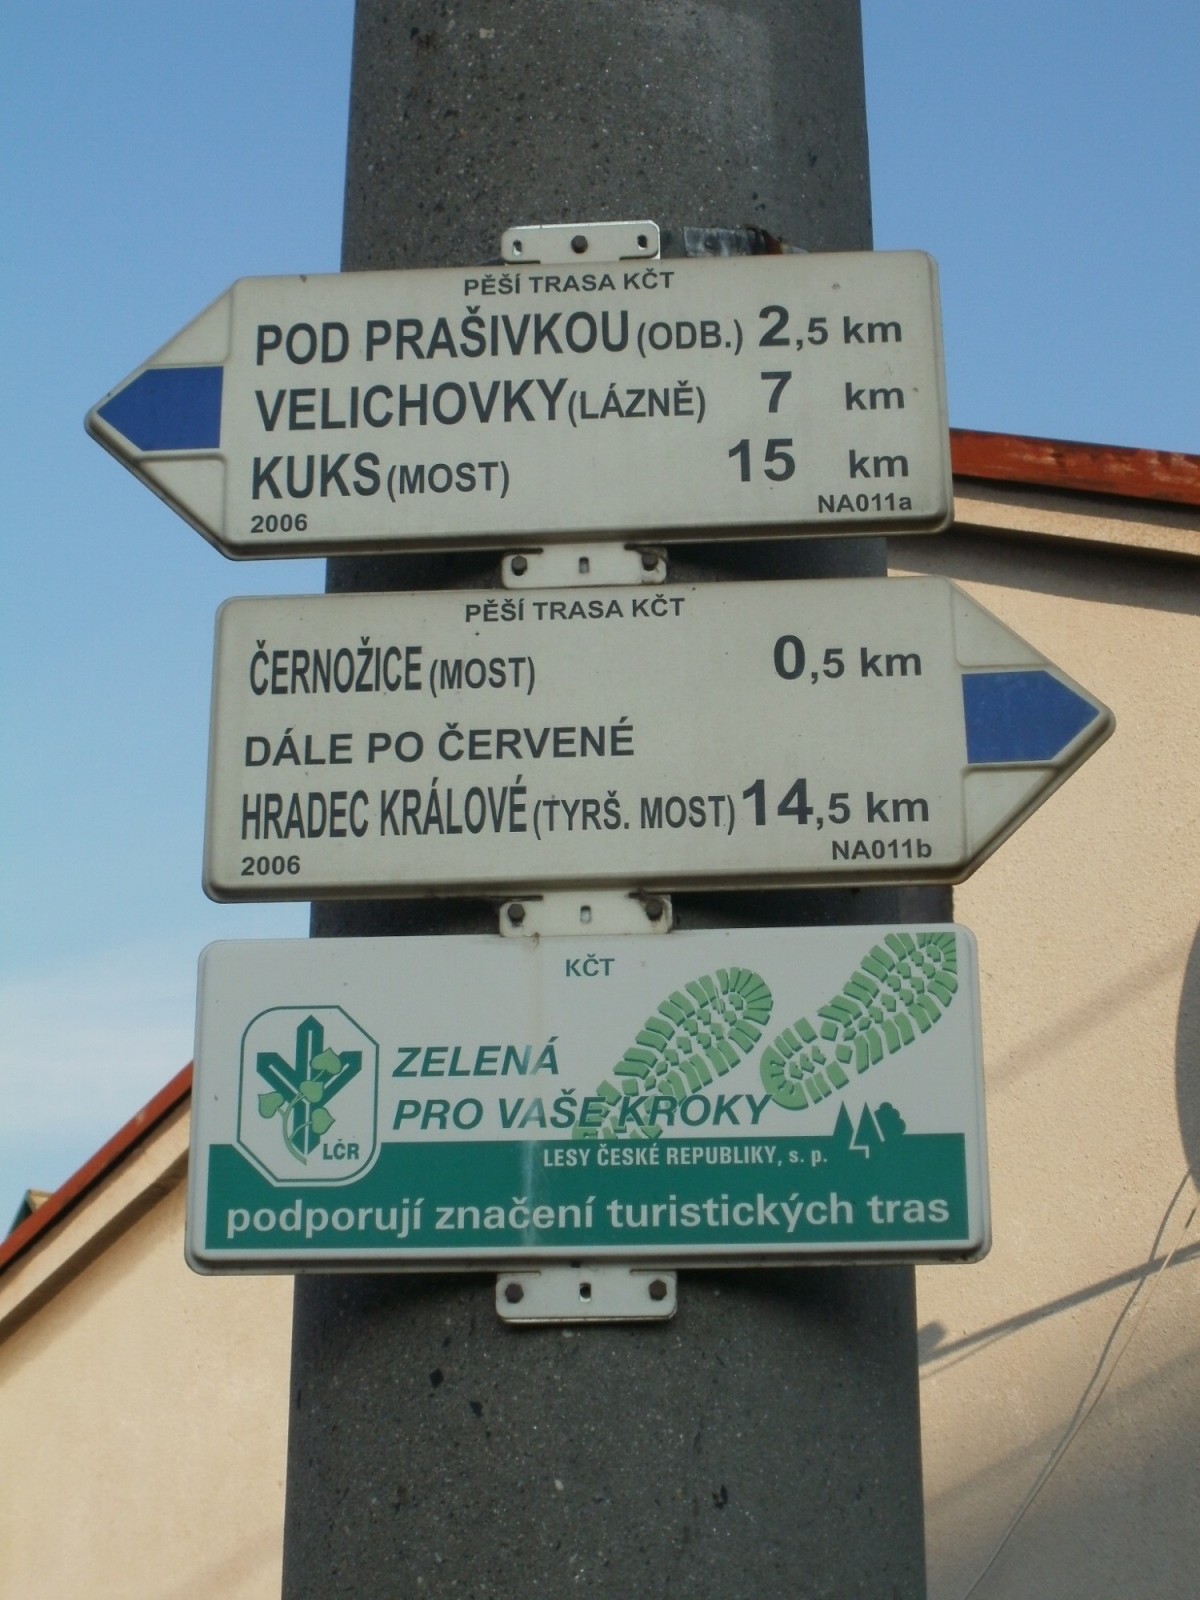 PĚŠÍ TRASA KČT
POD PRAŠIVKOU (ODB.) 2,5 km
VELICHOVKY (LÁZNĚ) 7 km
KUKS (MOST) 15 km
2006 NA011a
PĚŠÍ TRASA KČT
ČERNOŽICE (MOST) 0,5 km
DÁLE PO ČERVENÉ
HRADEC KRÁLOVÉ (TYRŠ. MOST) 14,5 km
2006 NA011b
KČT
ZELENÁ
PRO VAŠE KROKY
LČR
LESY ČESKÉ REPUBLIKY, s. p.
podporují značení turistických tras